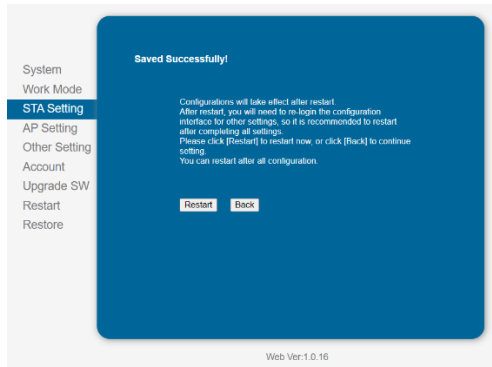 System
Work Mode
STA Setting
AP Setting
Other Setting
Account
Upgrade SW
Restart
Restore
Saved Successfully!
Configurations will take effect after restart.
After restart, you will need to re-login the configuration
interface for other settings, so it is recommended to restart
after completing all settings.
Please click [Restart] to restart now, or click [Back] to continue
setting.
You can restart after all configuration.
Restart Back
Web Ver:1.0.16